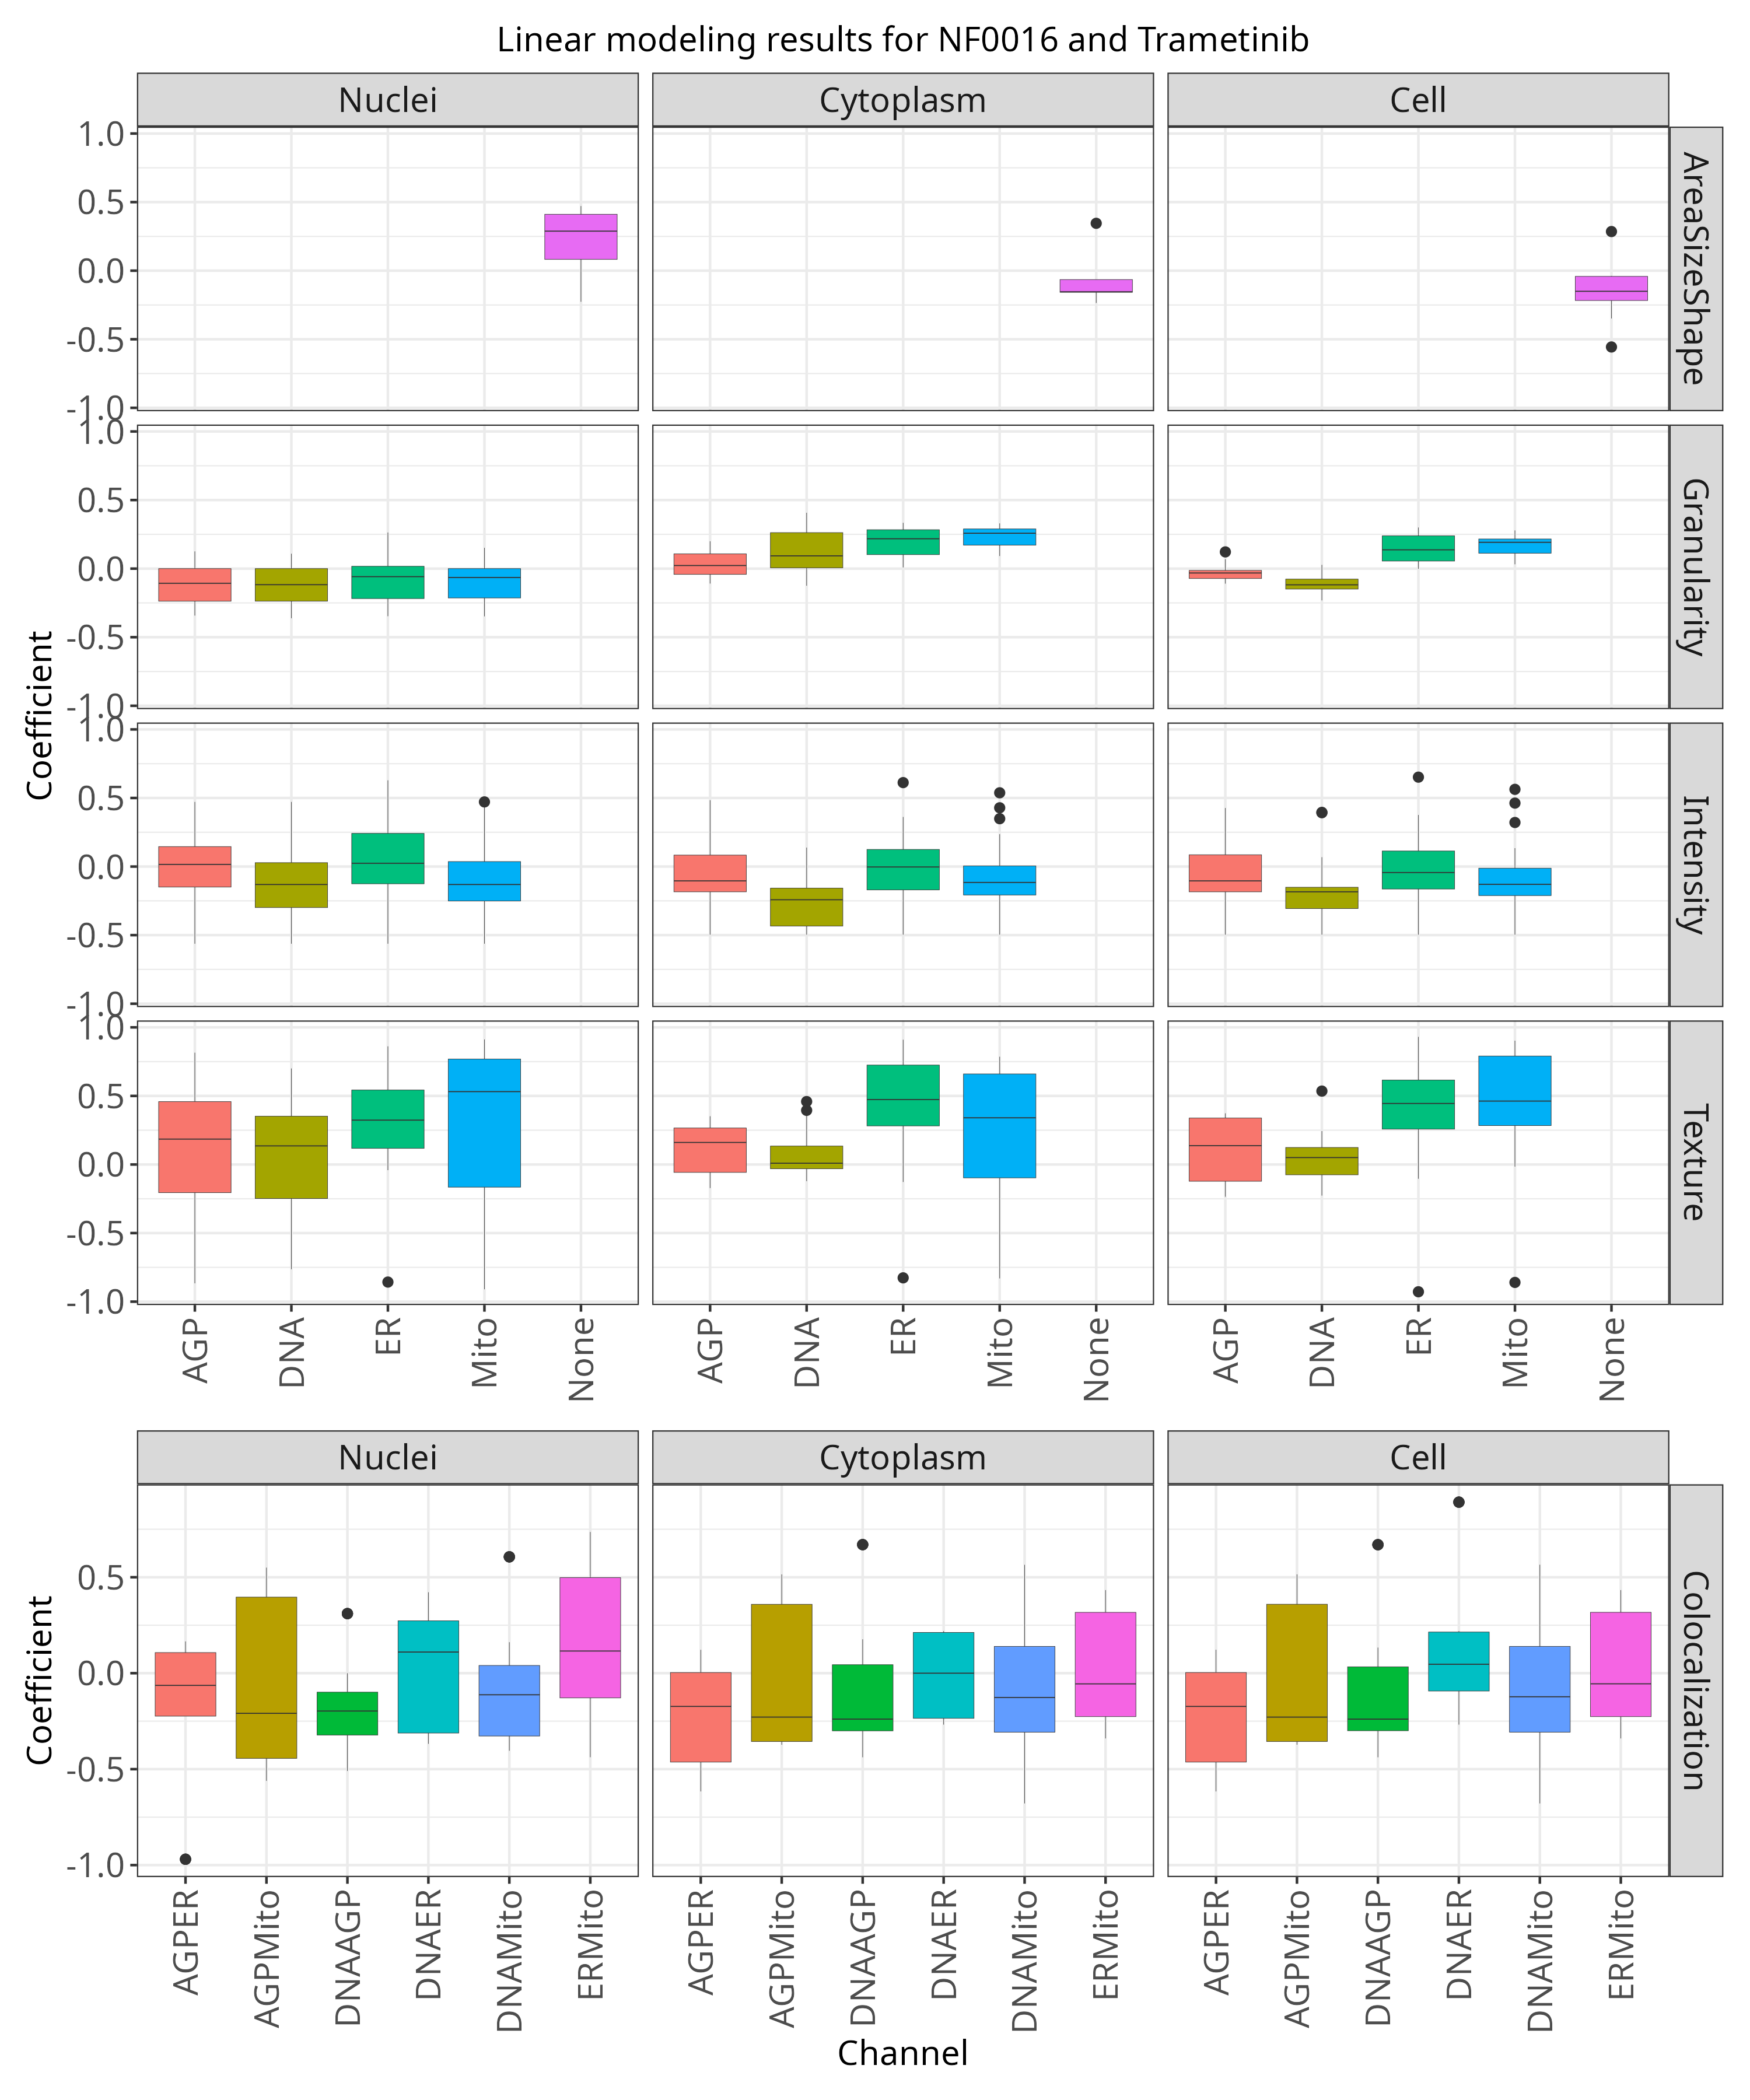 Linear modeling results for NF0016 and Trametinib
Nuclei Cytoplasm Cell
1.0
0.5
0.0
-0.5
-1.0
AreaSizeShape
1.0
0.5
0.0
-0.5
-1.0
Granularity
Coefficient
1.0
0.5
0.0
-0.5
-1.0
Intensity
1.0
0.5
0.0
-0.5
-1.0
Texture
AGP DNA ER Mito None AGP DNA ER Mito None AGP DNA ER Mito None
Nuclei Cytoplasm Cell
0.5
0.0
-0.5
-1.0
Coefficient
Colocalization
AGPER AGPMito DNAAGP DNAER DNAMito ERMito AGPER AGPMito DNAAGP DNAER DNAMito ERMito AGPER AGPMito DNAAGP DNAER DNAMito ERMito
Channel